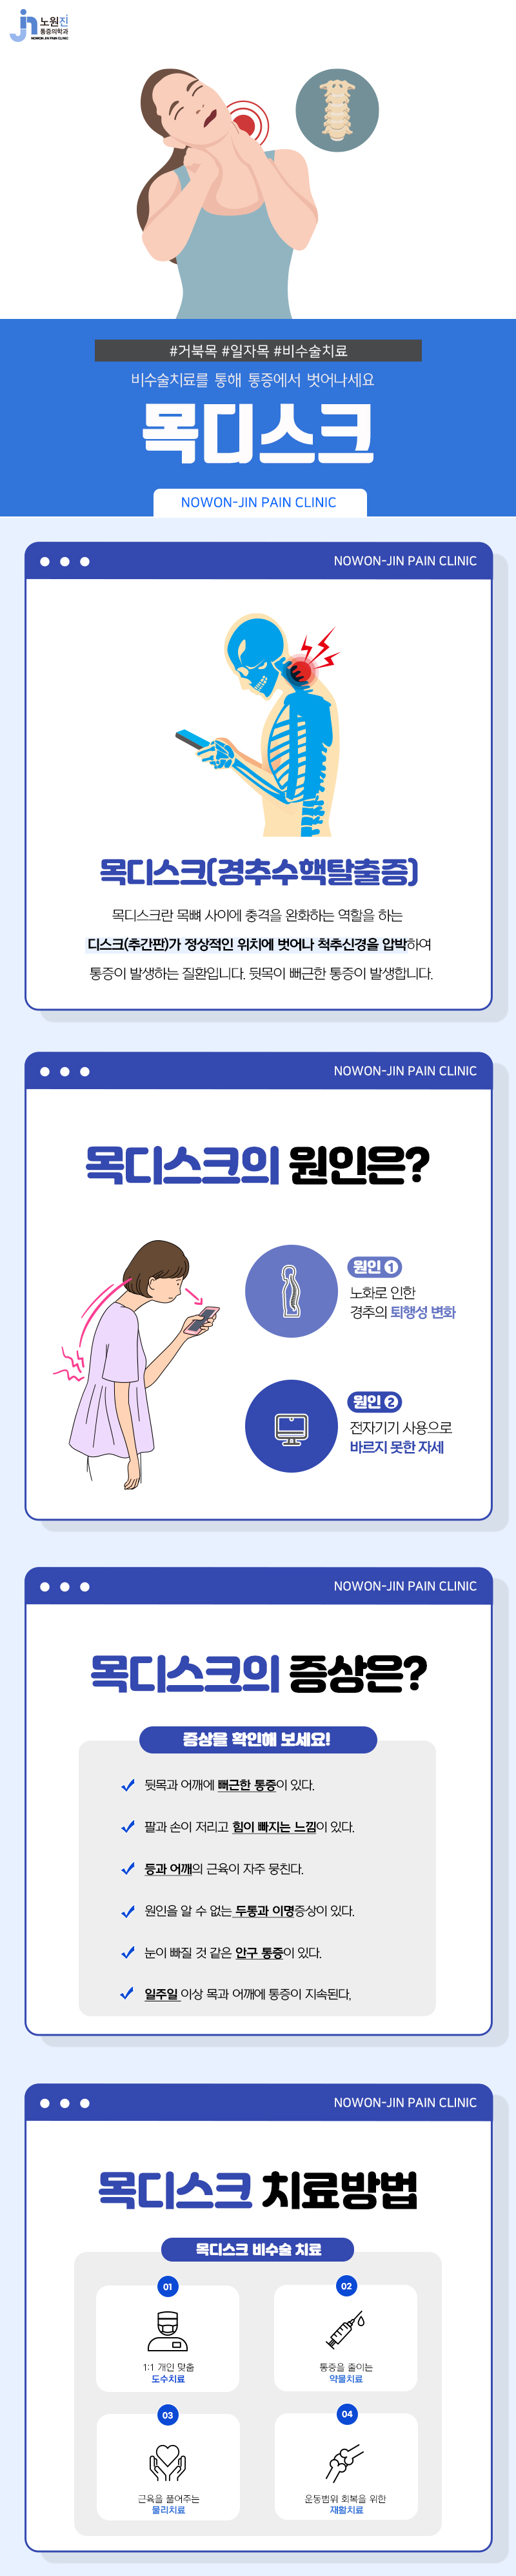 노원진
통증의학과
NOWON JIN PAIN CLINIC
#거북목 #일자목 #비수술치료
비수술치료를 통해 통증에서 벗어나세요
목디스크
NOWON-JIN PAIN CLINIC
NOWON-JIN PAIN CLINIC
목디스크(경추수핵탈출증)
목디스크란 목뼈 사이에 충격을 완화하는 역할을 하는
디스크(추간판)가 정상적인 위치에 벗어나 척추신경을 압박하여
통증이 발생하는 질환입니다. 뒷목이 뻐근한 통증이 발생합니다.
NOWON-JIN PAIN CLINIC
목디스크의 원인은?
원인 1
노화로 인한
경추의 퇴행성 변화
원인 2
전자기기 사용으로
바르지 못한 자세
NOWON-JIN PAIN CLINIC
목디스크의 증상은?
증상을 확인해 보세요!
뒷목과 어깨에 뻐근한 통증이 있다.
팔과 손이 저리고 힘이 빠지는 느낌이 있다.
등과 어깨의 근육이 자주 뭉친다.
원인을 알 수 없는 두통과 이명증상이 있다.
눈이 빠질 것 같은 안구 통증이 있다.
일주일 이상 목과 어깨에 통증이 지속된다.
NOWON-JIN PAIN CLINIC
목디스크 치료방법
목디스크 비수술 치료
01
1:1 개인 맞춤
도수치료
02
통증을 줄이는
약물치료
03
근육을 풀어주는
물리치료
04
운동범위 회복을 위한
재활치료